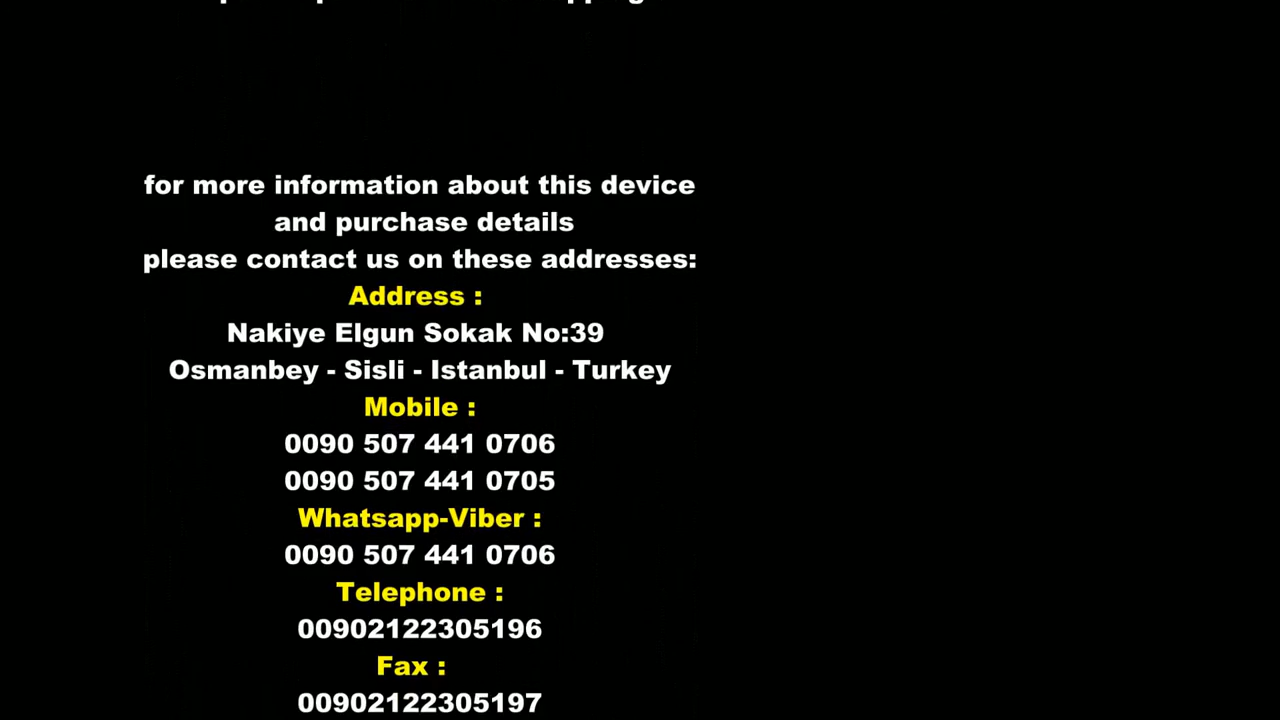 for more information about this device
and purchase details
please contact us on these addresses:
Address :
Nakiye Elgun Sokak No:39
Osmanbey - Sisli - Istanbul - Turkey
Mobile :
0090 507 441 0706
0090 507 441 0705
Whatsapp-Viber :
0090 507 441 0706
Telephone :
00902122305196
Fax :
00902122305197